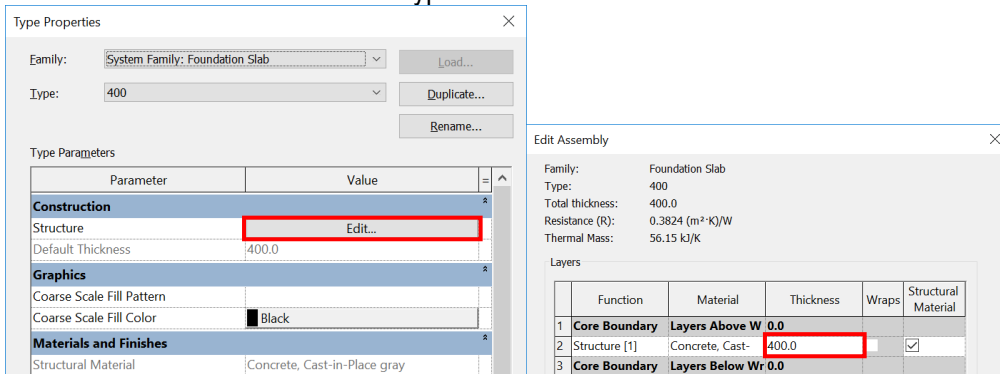 Type Properties
Family: System Family: Foundation Slab Load...
Type: 400 Duplicate...
Rename...
Type Parameters
Parameter Value =
Construction
Structure Edit...
Default Thickness 400.0
Graphics
Coarse Scale Fill Pattern
Coarse Scale Fill Color Black
Materials and Finishes
Structural Material Concrete, Cast-in-Place gray
Edit Assembly
Family: Foundation Slab
Type: 400
Total thickness: 400.0
Resistance (R): 0.3824 (m²·K)/W
Thermal Mass: 56.15 kJ/K
Layers
Function Material Thickness Wraps Structural Material
1 Core Boundary Layers Above W 0.0
2 Structure [1] Concrete, Cast- 400.0
3 Core Boundary Layers Below Wr 0.0